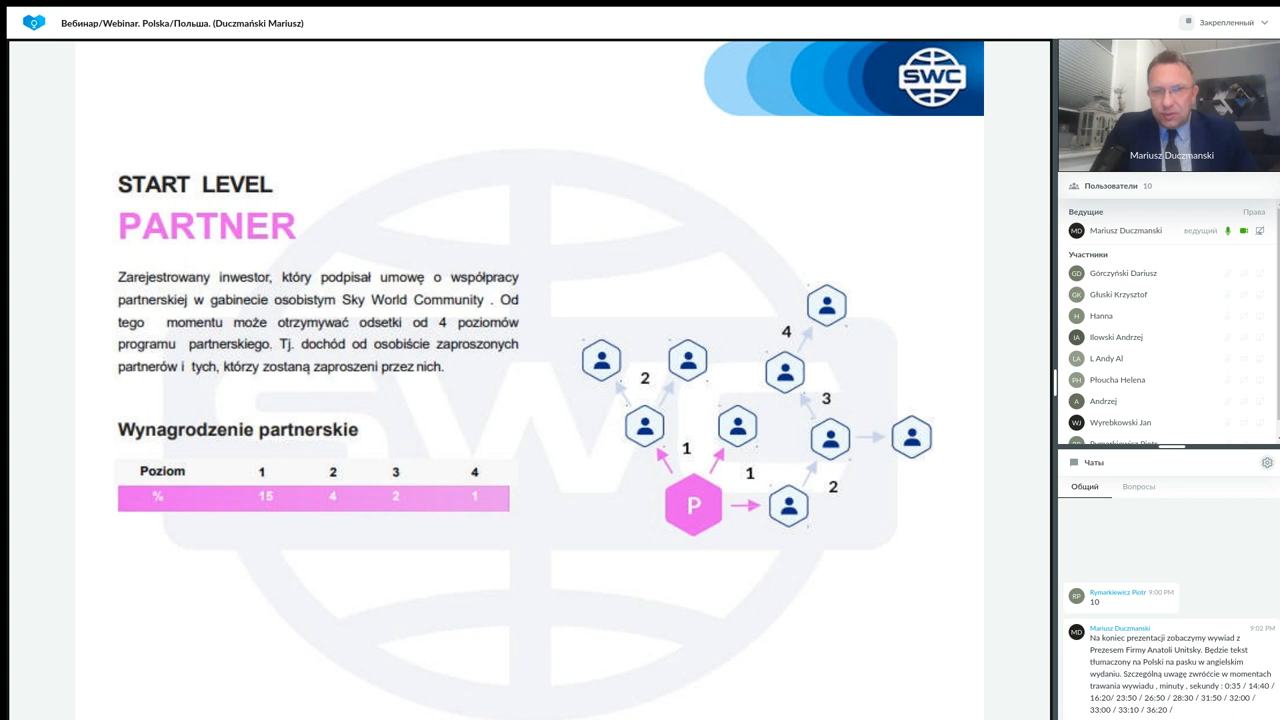 Вебинар/Webinar. Polska/Польша. (Duczmański Mariusz)
Закрепленный
SWC
START LEVEL
PARTNER
Zarejestrowany inwestor, który podpisał umowę o współpracy
partnerskiej w gabinecie osobistym Sky World Community . Od
tego momentu może otrzymywać odsetki od 4 poziomów
programu partnerskiego. Tj. dochód od osobiście zaproszonych
partnerów i tych, którzy zostaną zaproszeni przez nich.
Wynagrodzenie partnerskie
Poziom 1 2 3 4
% 15 4 2 1
4
2
3
1
1
2
P
SWC
Mariusz Duczmanski
Пользователи 10
Ведущие Права
MD Mariusz Duczmanski ведущий
Участники
GD Górczyński Dariusz
GK Głuski Krzysztof
H Hanna
IA Ilowski Andrzej
LA L Andy Al
PH Płoucha Helena
A Andrzej
WJ Wyrebkowski Jan
RP Rymarkiewicz Piotr
Чаты
Общий Вопросы
RP Rymarkiewicz Piotr 9:00 PM
10
MD Mariusz Duczmanski 9:02 PM
Na koniec prezentacji zobaczymy wywiad z
Prezesem Firmy Anatoli Unitsky. Będzie tekst
tłumaczony na Polski na pasku w angielskim
wydaniu. Szczególną uwagę zwróćcie w momentach
trawania wywiadu , minuty , sekundy : 0:35 / 14:40 /
16:20/ 23:50 / 26:50 / 28:30 / 31:50 / 32:00 /
33:00 / 33:10 / 36:20 /